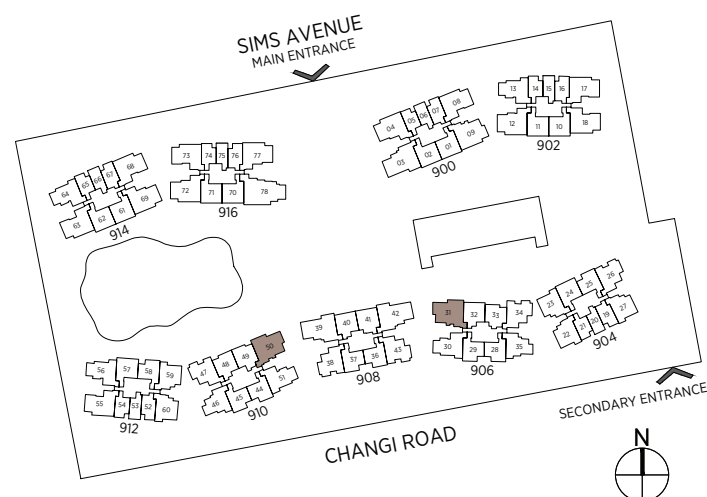 SIMS AVENUE
MAIN ENTRANCE
13 14 15 16 17
12 11 10 18
902
04 05 06 07 08
03 02 01 09
900
73 74 75 76 77
72 71 70 78
916
64 65 66 67 68
63 62 61 69
914
23 24 25 26
22 21 20 19 27
904
31 32 33 34
30 29 28 35
906
39 40 41 42
38 37 36 43
908
47 48 49 50
46 45 44 51
910
56 57 58 59
55 54 53 52 60
912
SECONDARY ENTRANCE
CHANGI ROAD
N